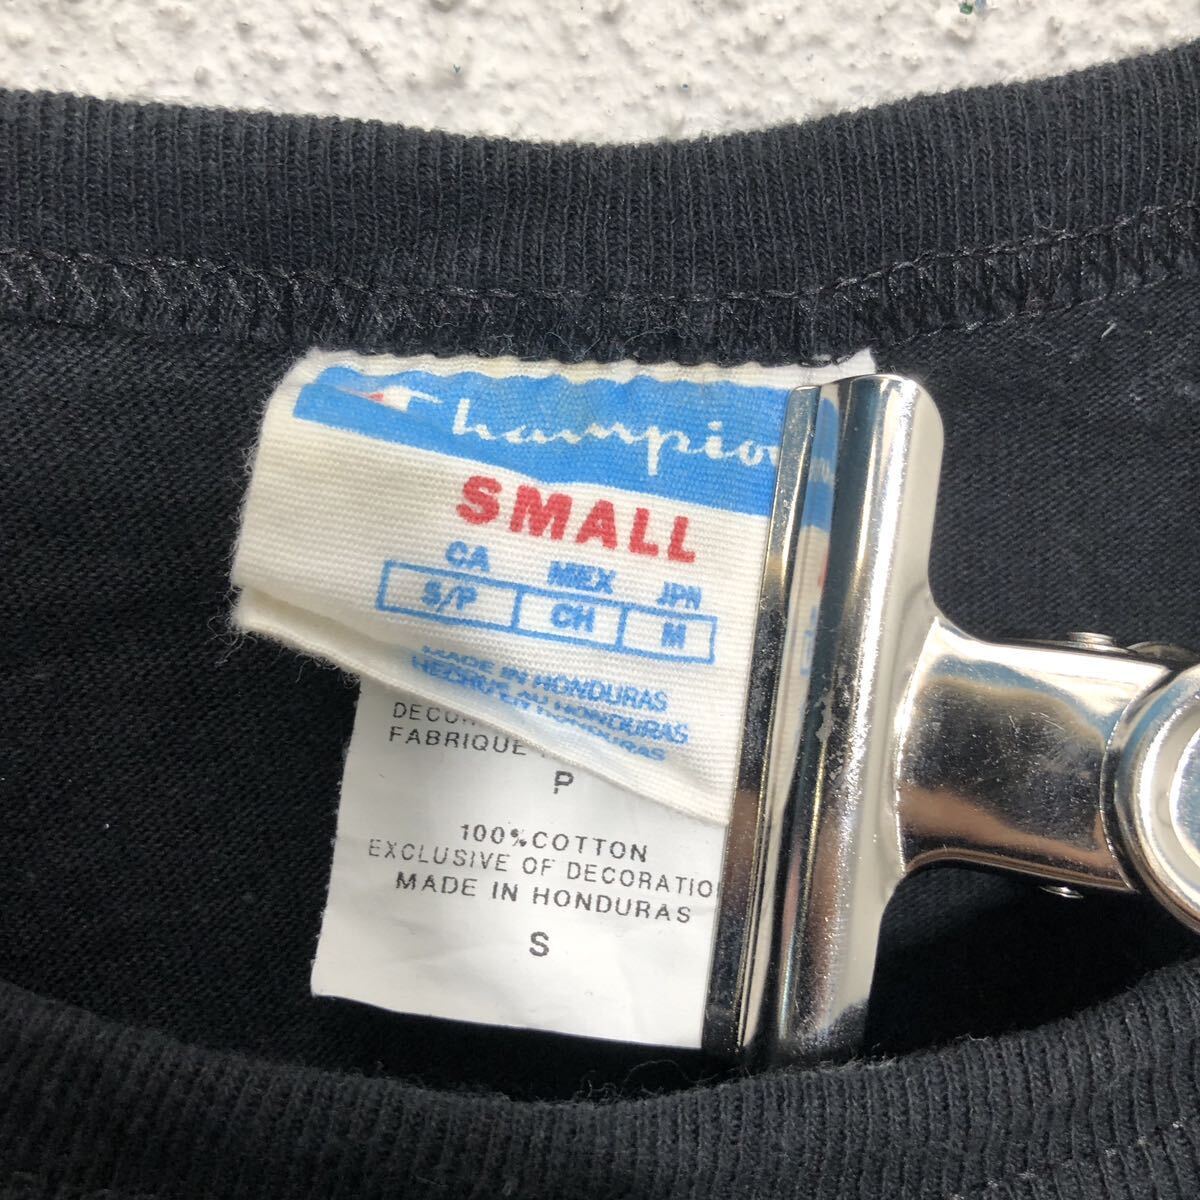 Champio
SMALL
CA MEX JPN
S/P CH M
MADE IN HONDURAS
HECHO EN HONDURAS
HONDURAS
FABRIQUE
P
100% COTTON
EXCLUSIVE OF DECORATIO
MADE IN HONDURAS
S